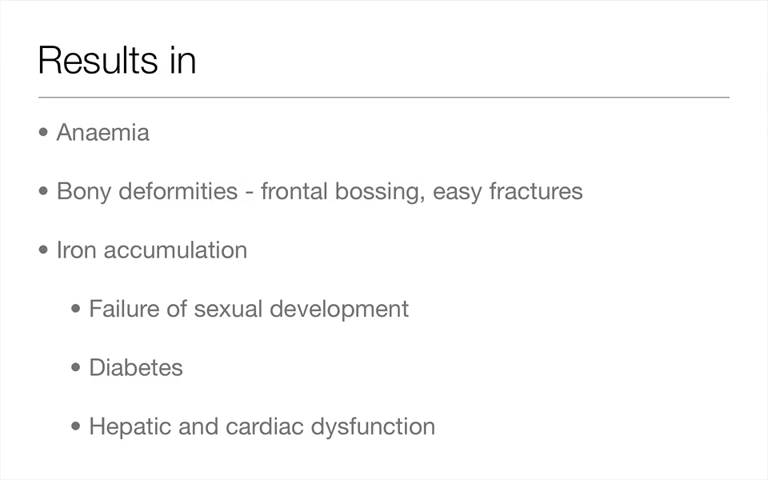 Results in
• Anaemia
• Bony deformities - frontal bossing, easy fractures
• Iron accumulation
• Failure of sexual development
• Diabetes
• Hepatic and cardiac dysfunction